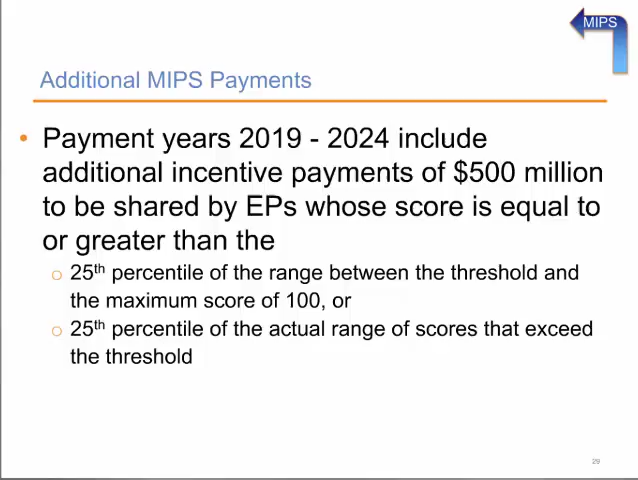 MIPS
Additional MIPS Payments
• Payment years 2019 - 2024 include
additional incentive payments of $500 million
to be shared by EPs whose score is equal to
or greater than the
o 25th percentile of the range between the threshold and
the maximum score of 100, or
o 25th percentile of the actual range of scores that exceed
the threshold
29